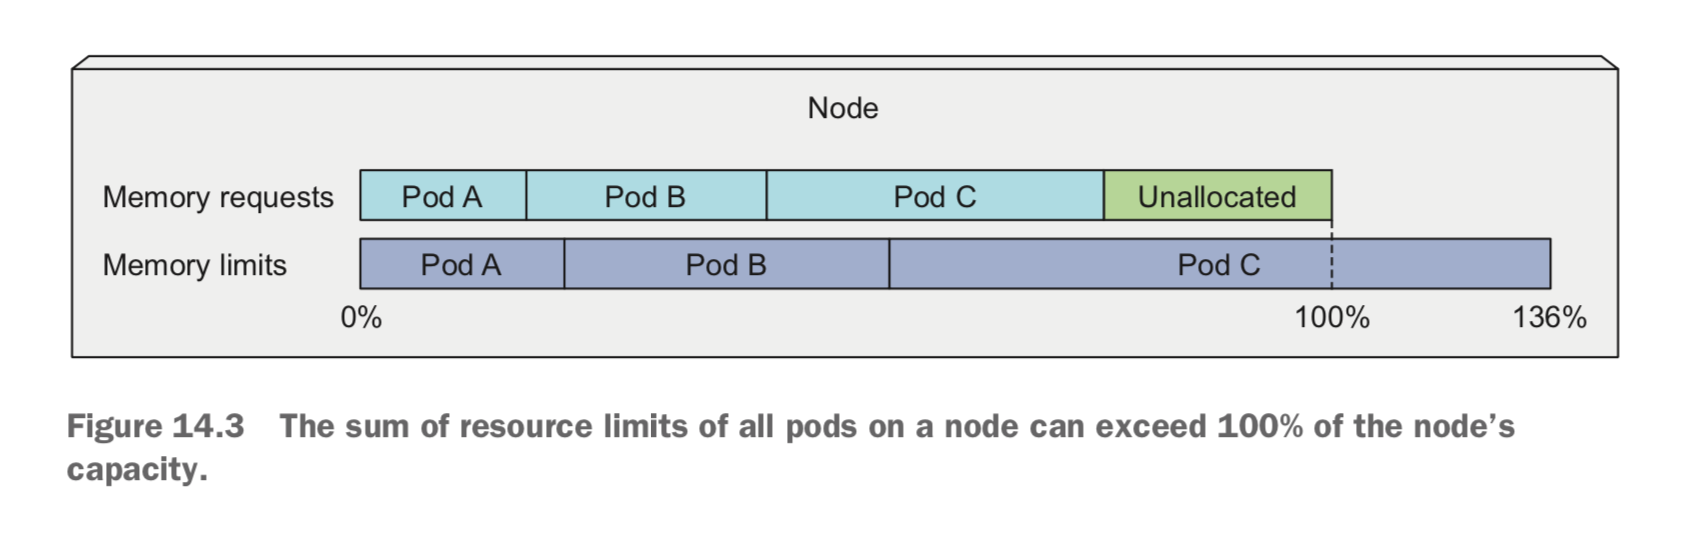 Node
Memory requests Pod A Pod B Pod C Unallocated
Memory limits Pod A Pod B Pod C
0% 100% 136%
Figure 14.3 The sum of resource limits of all pods on a node can exceed 100% of the node’s
capacity.